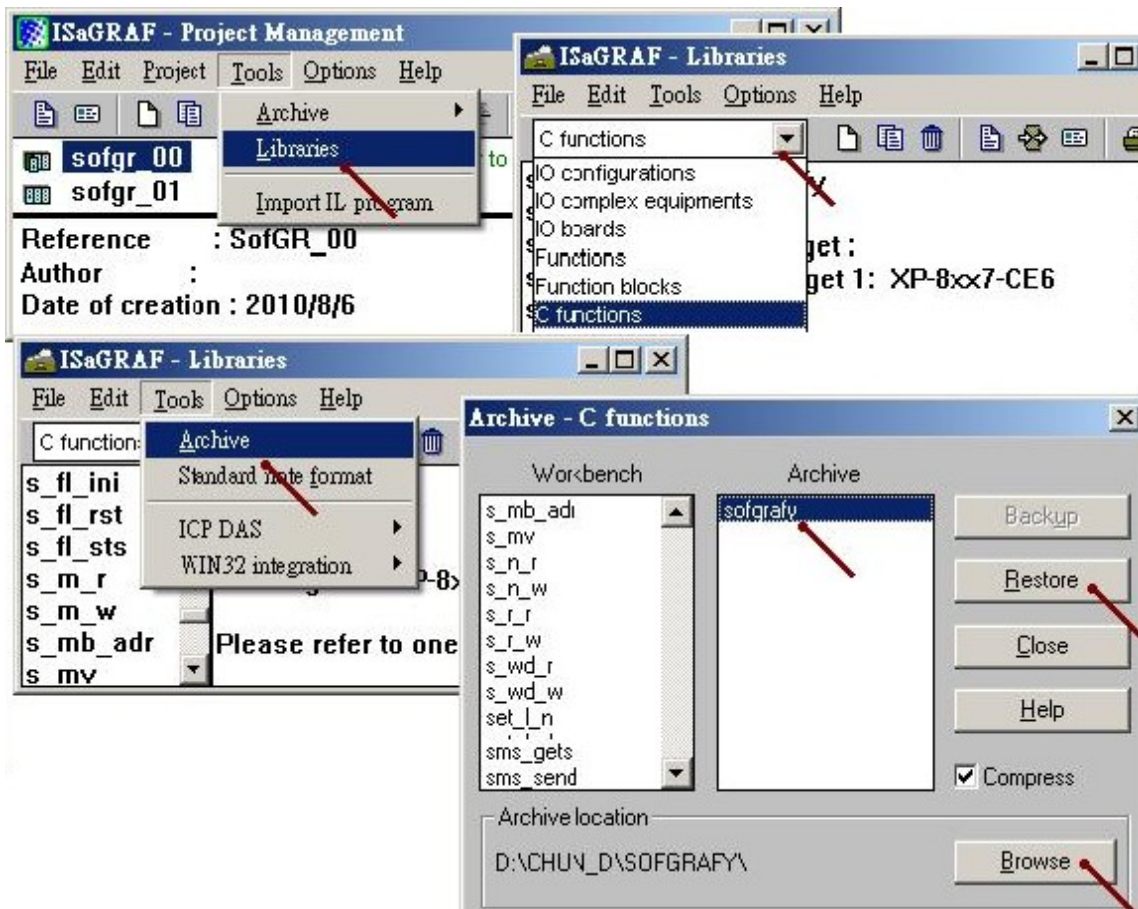 ISaGRAF - Project Management
File Edit Project Tools Options Help
Archive
Libraries
Import IL program
sofgr_00
sofgr_01
to
Reference : SofGR_00
Author :
Date of creation : 2010/8/6
ISaGRAF - Libraries
File Edit Tools Options Help
C functions
IO configurations
IO complex equipments
IO boards
Functions
Function blocks
C functions
get :
get 1: XP-8xx7-CE6
ISaGRAF - Libraries
File Edit Tools Options Help
C function
Archive
Standard note format
ICP DAS
WIN32 integration
s_fl_ini
s_fl_rst
s_fl_sts
s_m_r
s_m_w
s_mb_adr
s_mv
P-8x
Please refer to one
Archive - C functions
Workbench
Archive
s_mb_adr
s_mv
s_n_r
s_n_w
s_r_r
s_r_w
s_wd_r
s_wd_w
set_l_n
sms_gets
sms_send
sofgrafy
Backup
Restore
Close
Help
Compress
Archive location
D:\CHUN_D\SOFGRAFY\
Browse